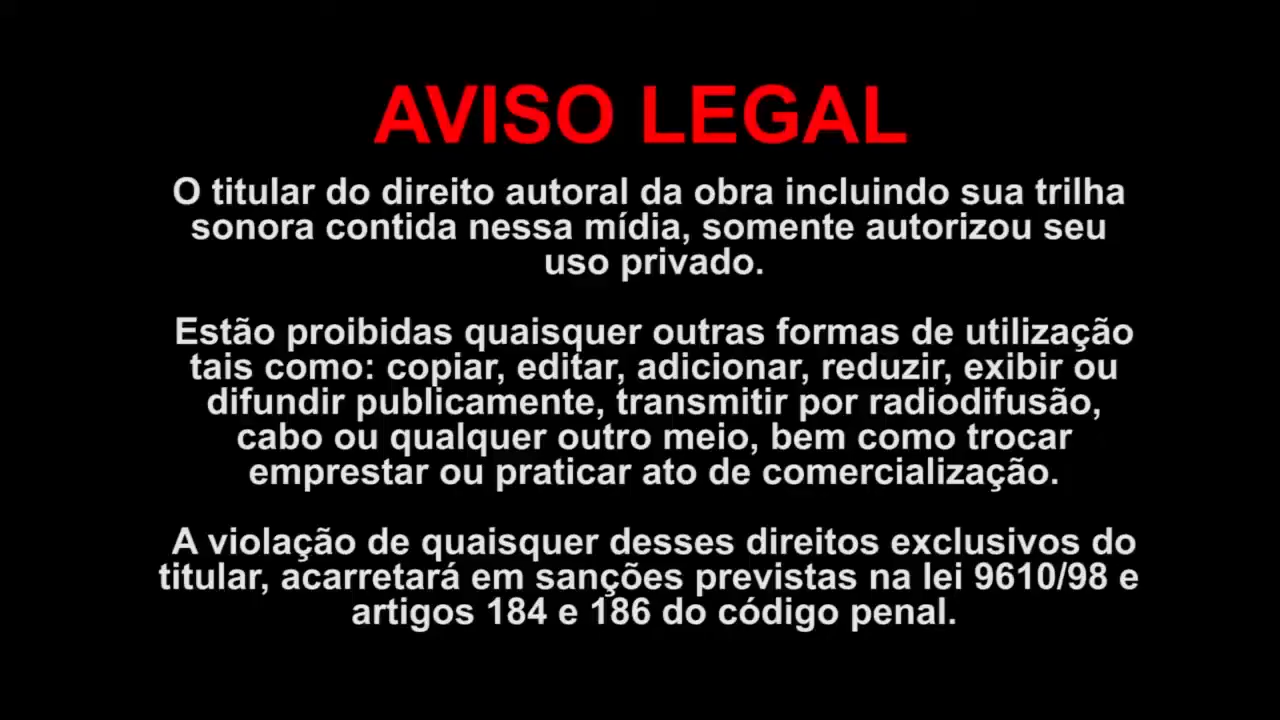 AVISO LEGAL
O titular do direito autoral da obra incluindo sua trilha
sonora contida nessa mídia, somente autorizou seu
uso privado.
Estão proibidas quaisquer outras formas de utilização
tais como: copiar, editar, adicionar, reduzir, exibir ou
difundir publicamente, transmitir por radiodifusão,
cabo ou qualquer outro meio, bem como trocar
emprestar ou praticar ato de comercialização.
A violação de quaisquer desses direitos exclusivos do
titular, acarretará em sanções previstas na lei 9610/98 e
artigos 184 e 186 do código penal.